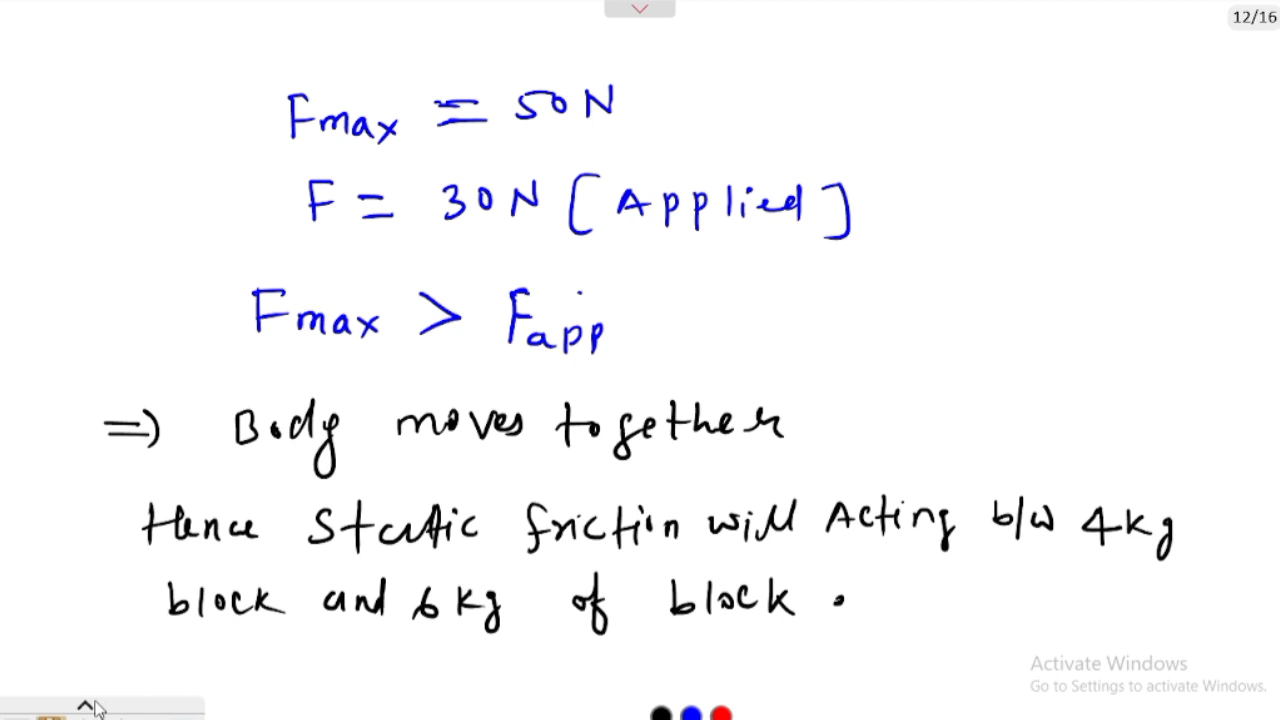 12/16
Fmax = 50N
F = 30N [Applied]
Fmax > Fapp
=> Body moves together
Hence Static friction will Acting b/w 4kg
block and 6kg of block .
Activate Windows
Go to Settings to activate Windows.